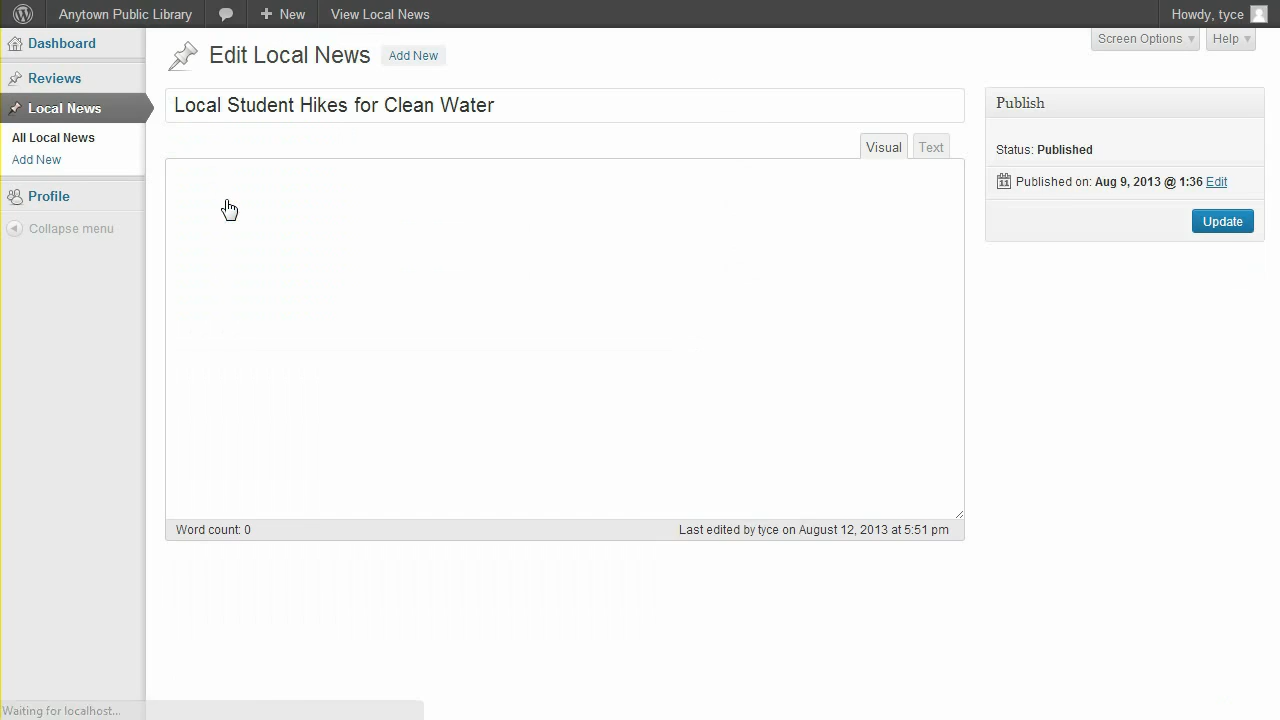 Anytown Public Library
New
View Local News
Howdy, tyce
Dashboard
Reviews
Local News
All Local News
Add New
Profile
Collapse menu
Edit Local News
Add New
Screen Options
Help
Local Student Hikes for Clean Water
Visual
Text
Word count: 0
Last edited by tyce on August 12, 2013 at 5:51 pm
Publish
Status: Published
Published on: Aug 9, 2013 @ 1:36 Edit
Update
Waiting for localhost...